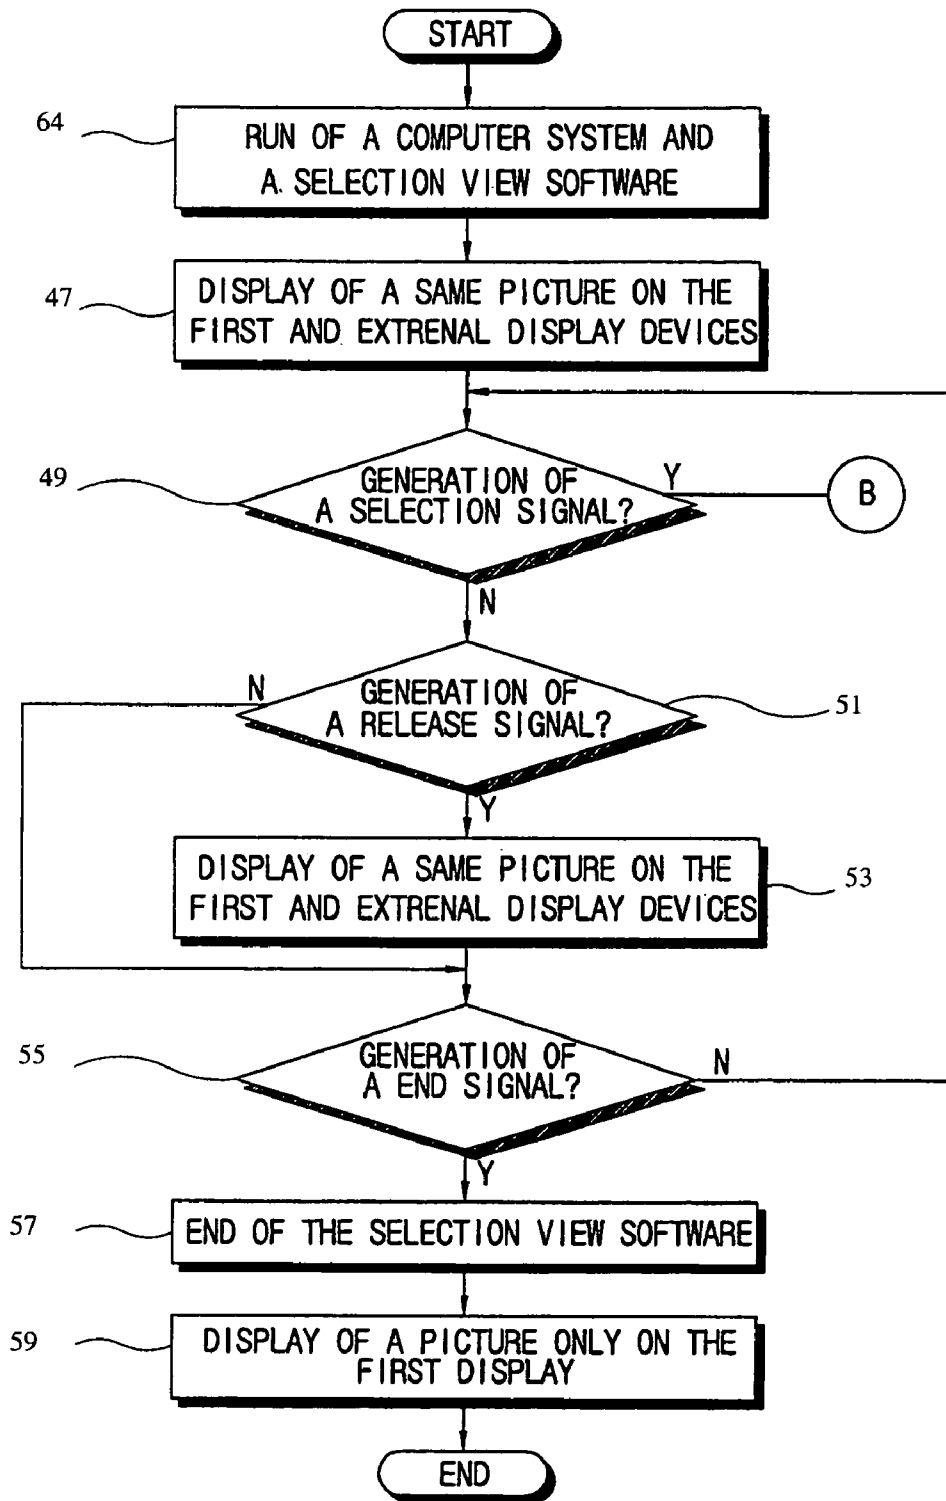 START
64
RUN OF A COMPUTER SYSTEM AND
A SELECTION VIEW SOFTWARE
47
DISPLAY OF A SAME PICTURE ON THE
FIRST AND EXTRENAL DISPLAY DEVICES
49
GENERATION OF
A SELECTION SIGNAL?
Y
B
N
N
GENERATION OF
A RELEASE SIGNAL?
51
Y
DISPLAY OF A SAME PICTURE ON THE
FIRST AND EXTRENAL DISPLAY DEVICES
53
55
GENERATION OF
A END SIGNAL?
N
Y
57
END OF THE SELECTION VIEW SOFTWARE
59
DISPLAY OF A PICTURE ONLY ON THE
FIRST DISPLAY
END